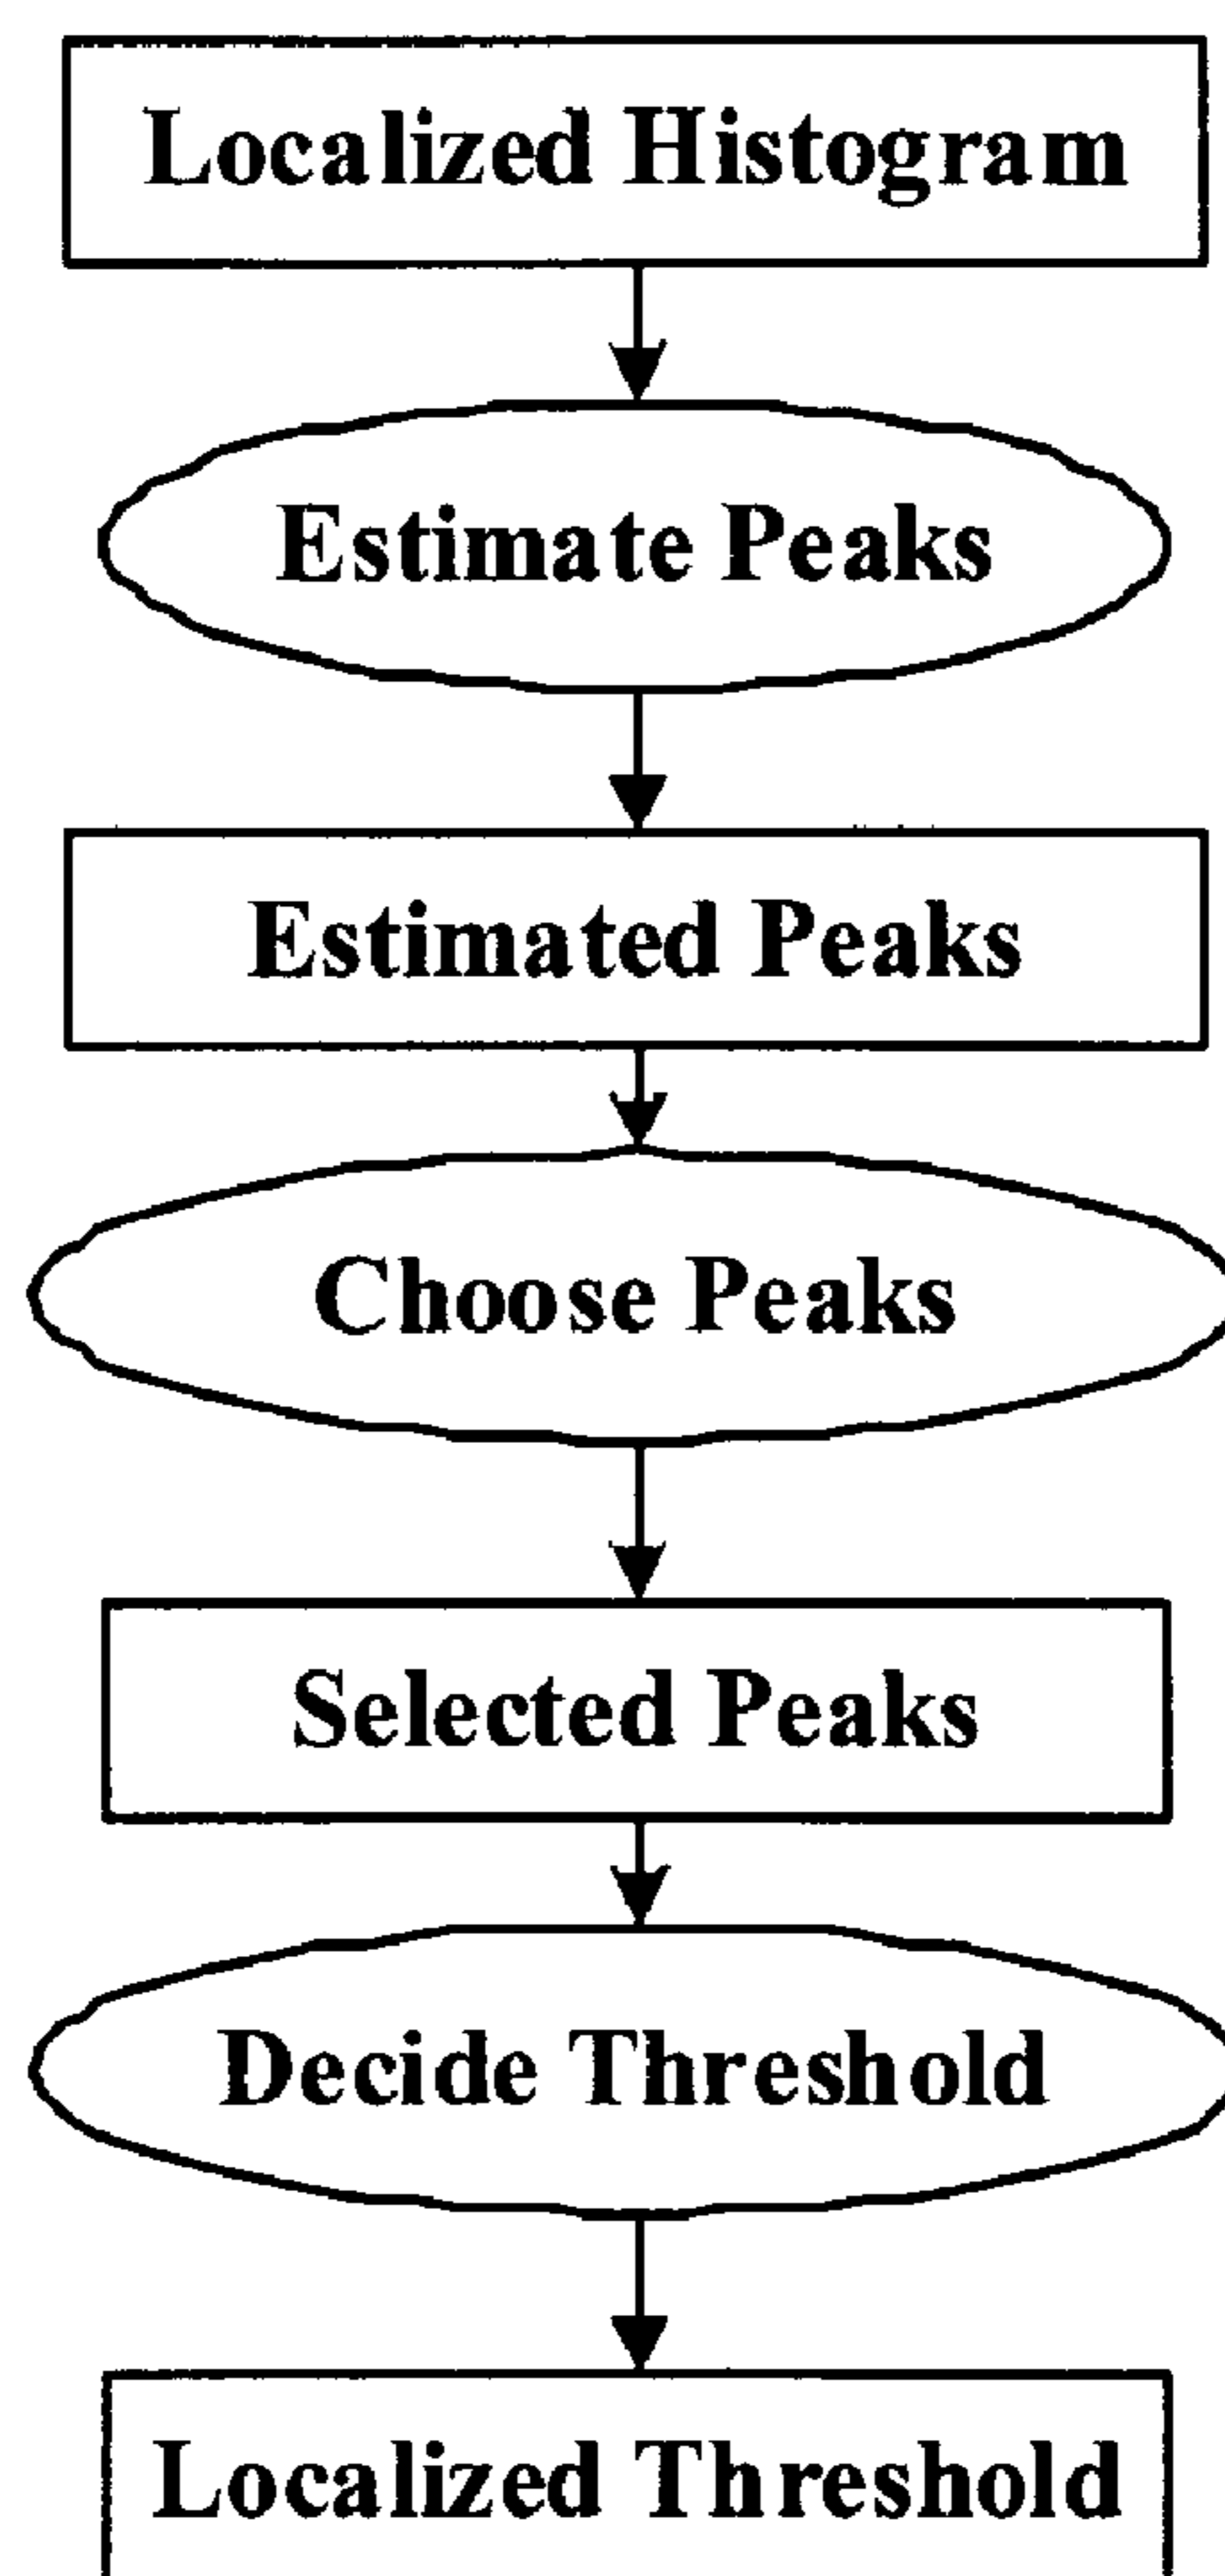 Localized Histogram
Estimate Peaks
Estimated Peaks
Choose Peaks
Selected Peaks
Decide Threshold
Localized Threshold